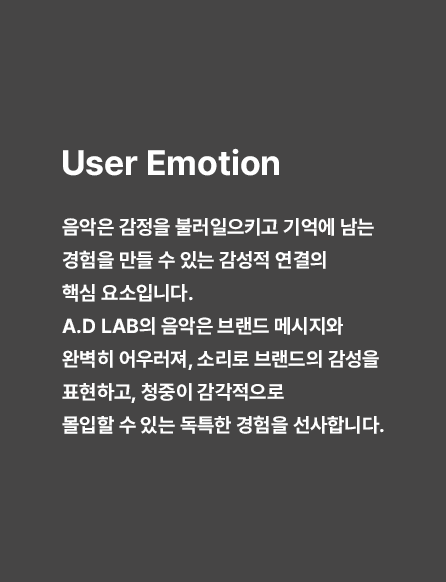 User Emotion
음악은 감정을 불러일으키고 기억에 남는
경험을 만들 수 있는 감성적 연결의
핵심 요소입니다.
A.D LAB의 음악은 브랜드 메시지와
완벽히 어우러져, 소리로 브랜드의 감성을
표현하고, 청중이 감각적으로
몰입할 수 있는 독특한 경험을 선사합니다.